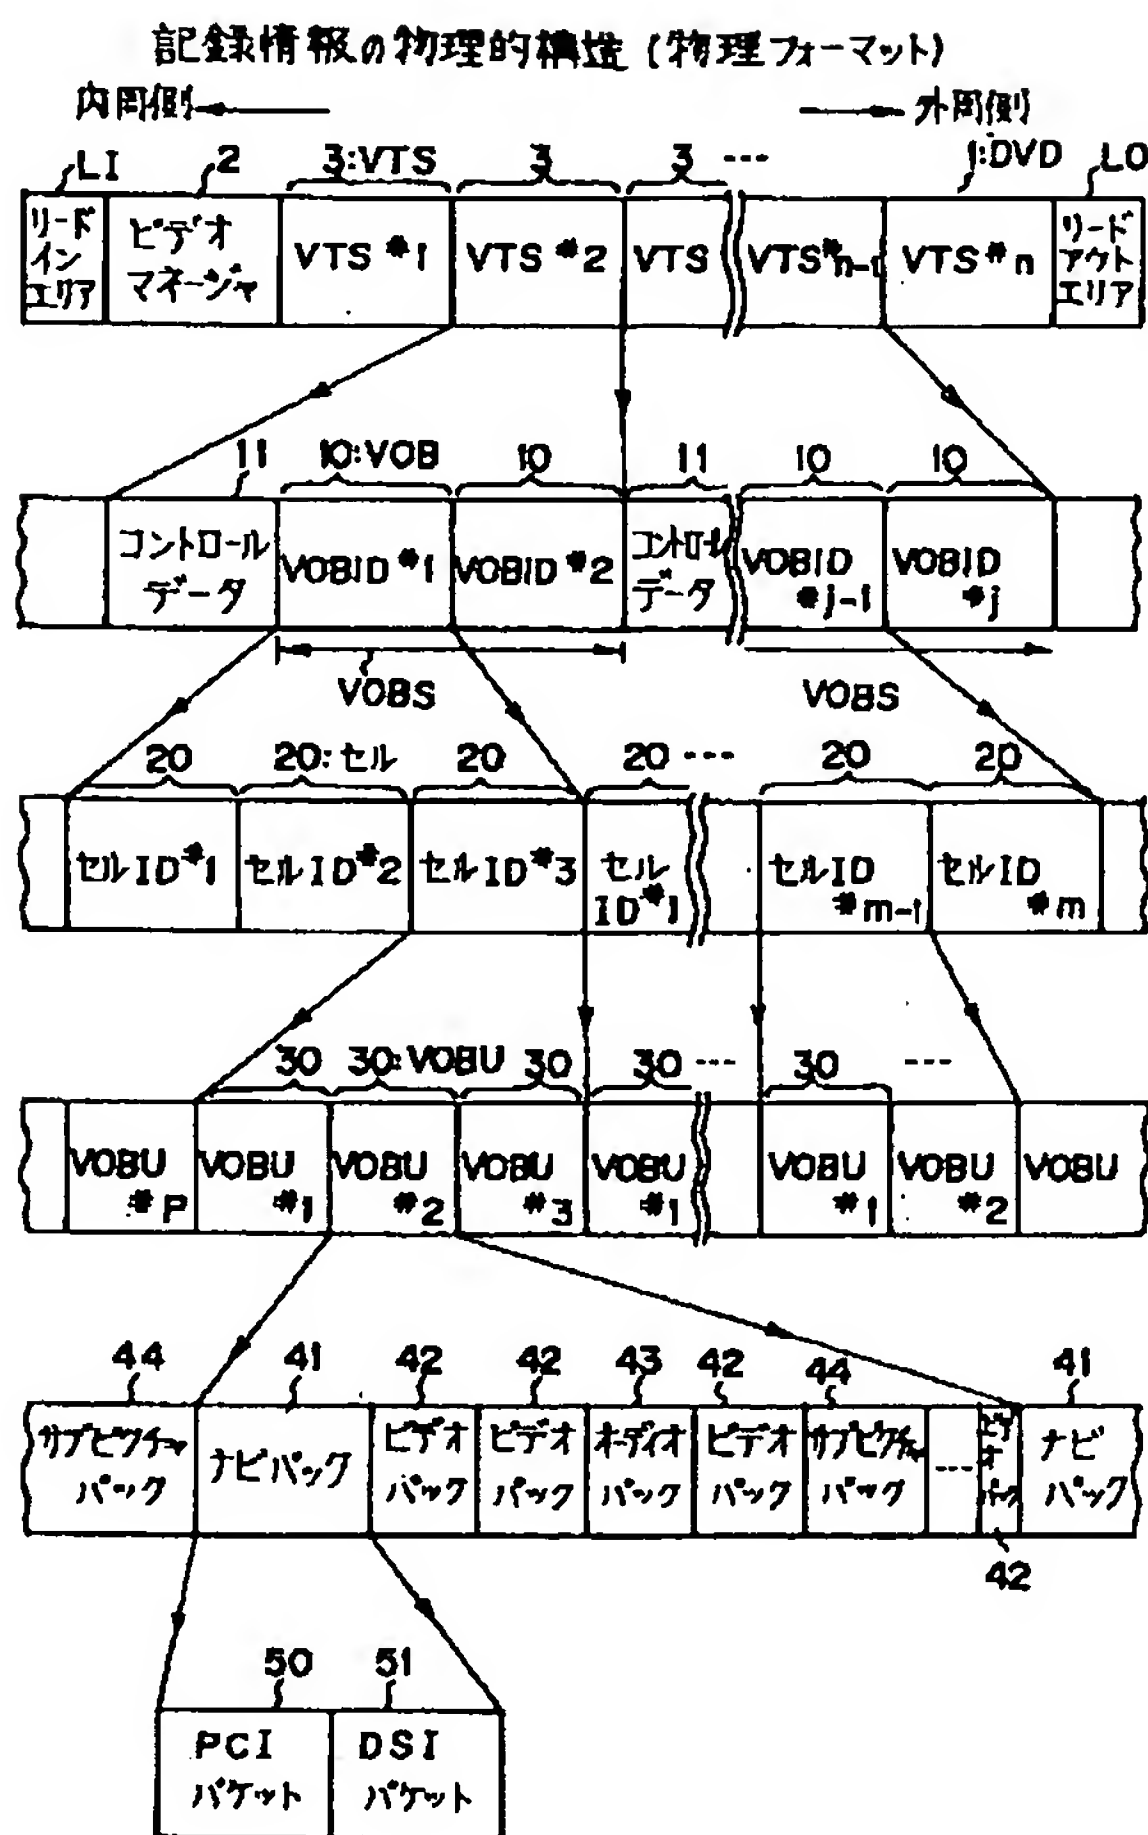 記録情報の物理的構造(物理フォーマット)
内周側 外周側
LI 2 3:VTS 3 3 --- 1:DVD LO
リードインエリア ビデオマネージャ VTS #1 VTS #2 VTS VTS#n-1 VTS#n リードアウトエリア
11 10:VOB 10 11 10 10
コントロールデータ VOBID #1 VOBID #2 コントロールデータ VOBID #j-1 VOBID #j
VOBS VOBS
20 20:セル 20 20 --- 20 20
セルID#1 セルID#2 セルID#3 セルID#1 セルID #m-1 セルID #m
30 30:VOBU 30 30 --- 30 ---
VOBU #P VOBU #1 VOBU #2 VOBU #3 VOBU #1 VOBU #1 VOBU #2 VOBU
44 41 42 42 43 42 44 41
サブピクチャパック ナビパック ビデオパック ビデオパック オーディオパック ビデオパック サブピクチャパック --- ビデオパック ナビパック
42
50 51
PCIパケット DSIパケット